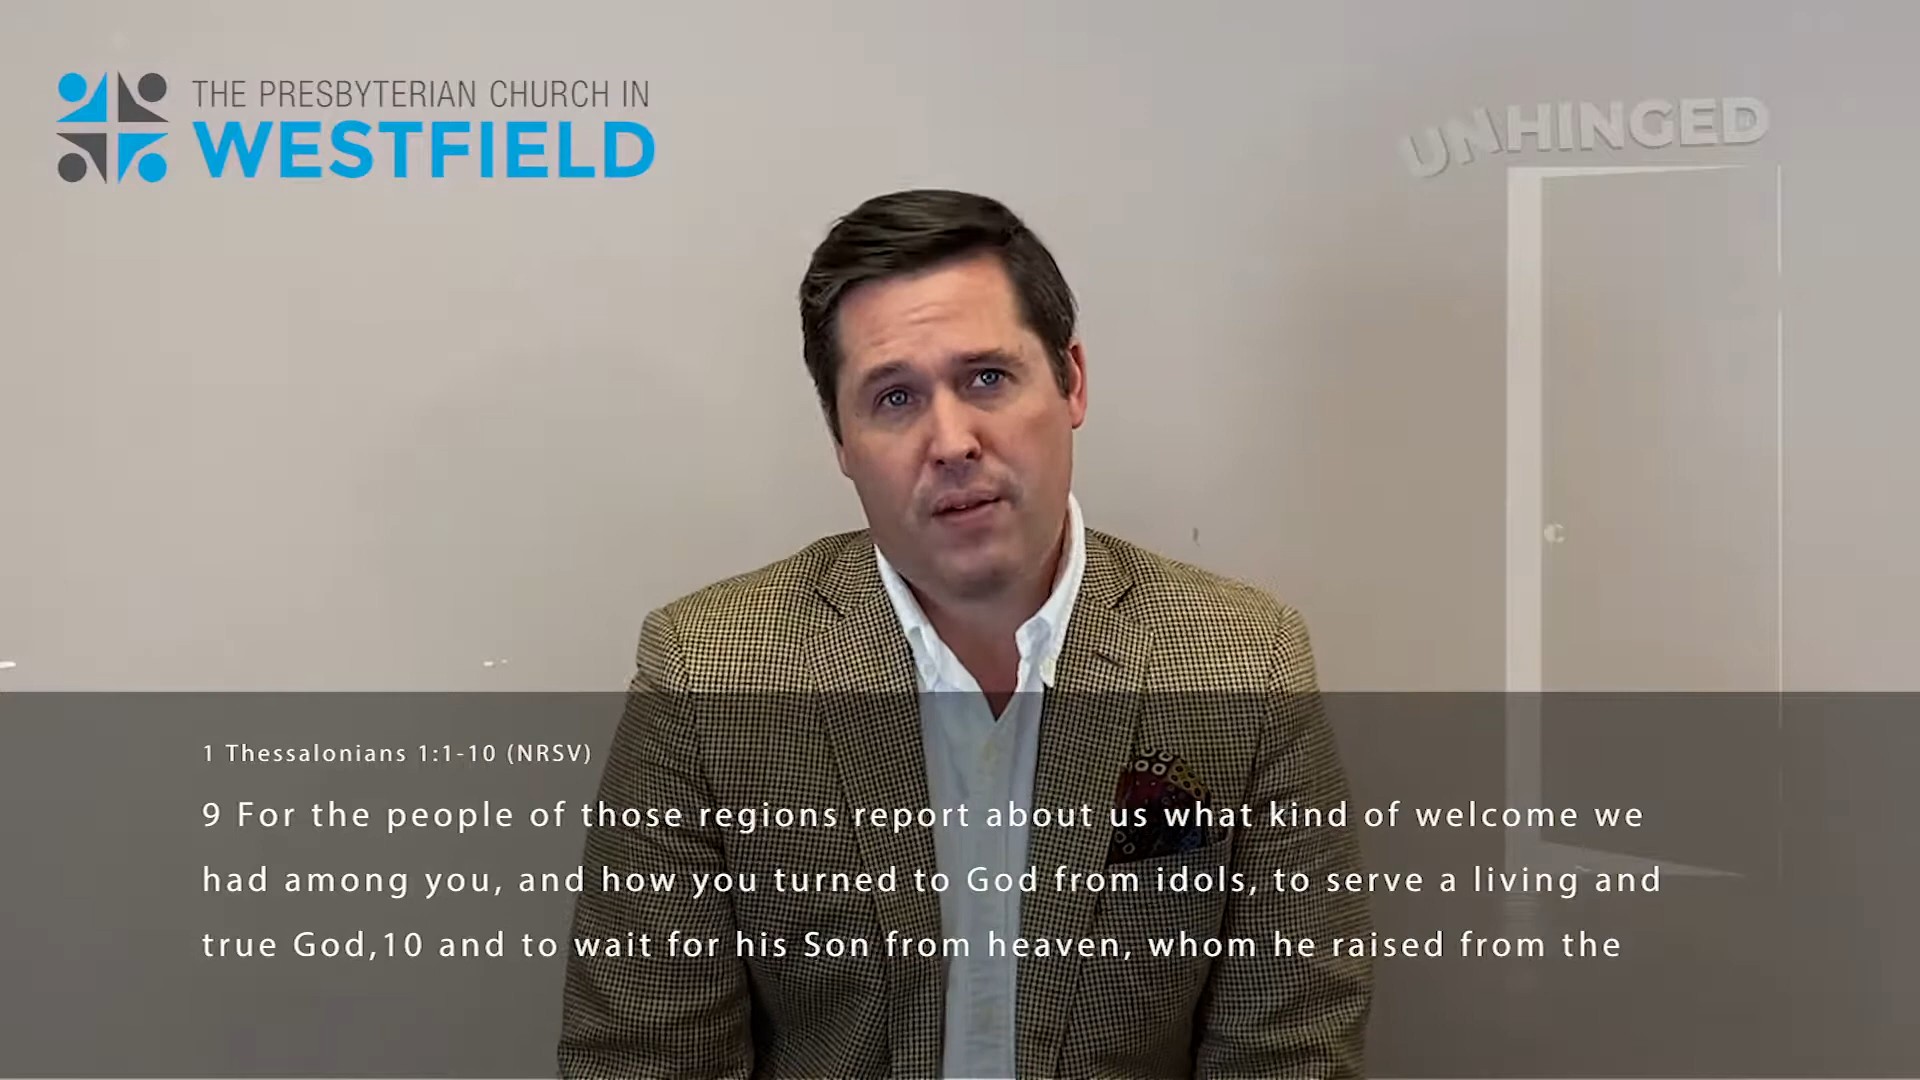 THE PRESBYTERIAN CHURCH IN
WESTFIELD
UNHINGED
1 Thessalonians 1:1-10 (NRSV)
9 For the people of those regions report about us what kind of welcome we
had among you, and how you turned to God from idols, to serve a living and
true God,10 and to wait for his Son from heaven, whom he raised from the